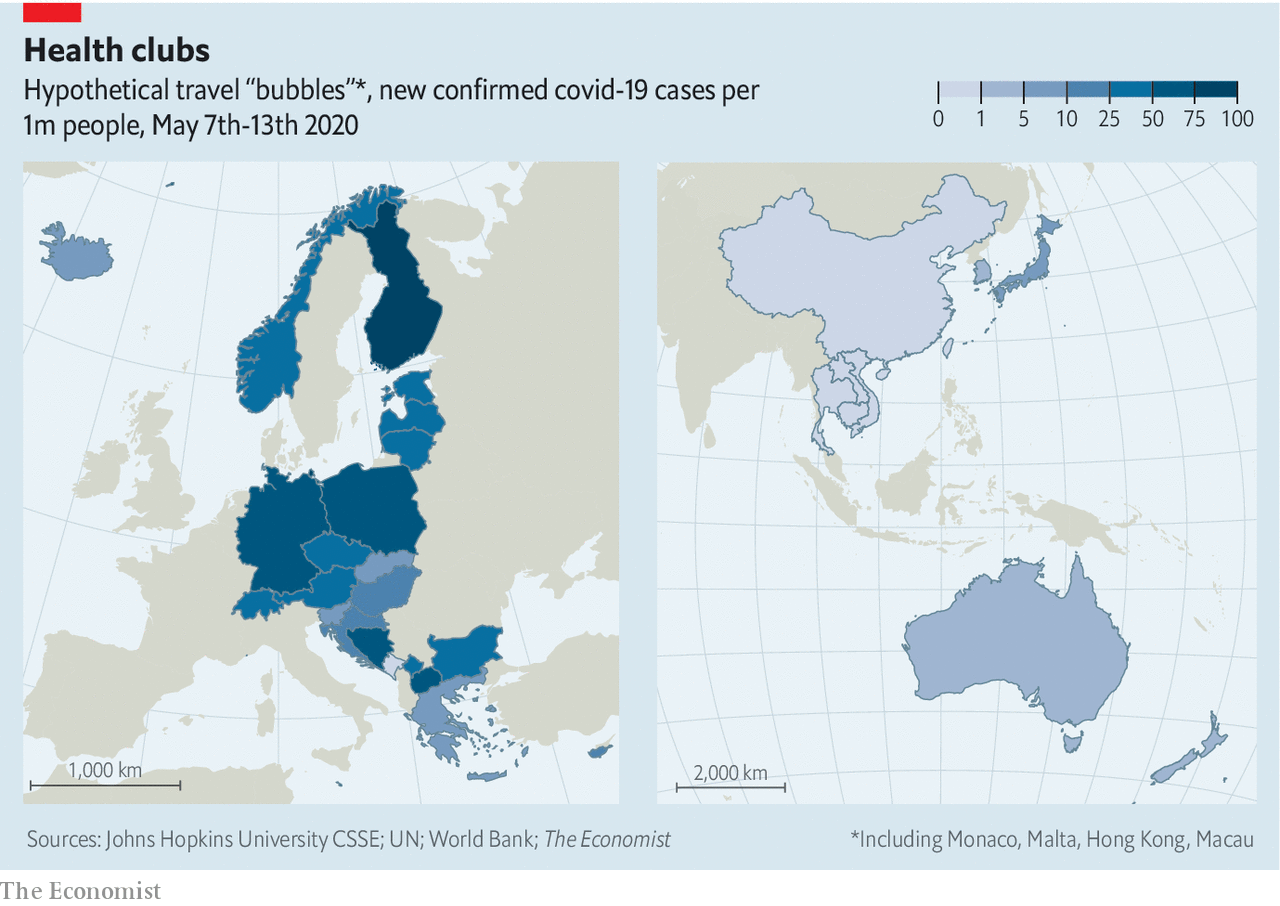 Health clubs
Hypothetical travel “bubbles”*, new confirmed covid-19 cases per
1m people, May 7th-13th 2020
0 1 5 10 25 50 75 100
1,000 km
2,000 km
Sources: Johns Hopkins University CSSE; UN; World Bank; The Economist
*Including Monaco, Malta, Hong Kong, Macau
The Economist